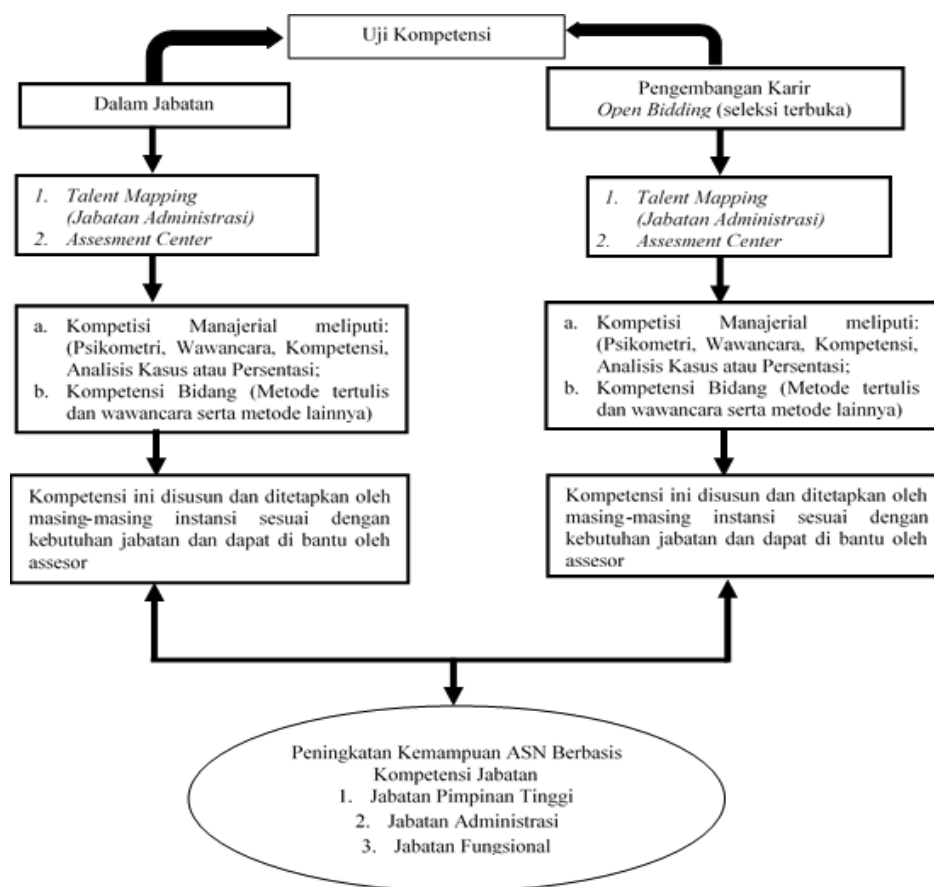 Uji Kompetensi
Dalam Jabatan
Pengembangan Karir
Open Bidding (seleksi terbuka)
1. Talent Mapping
(Jabatan Administrasi)
2. Assesment Center
1. Talent Mapping
(Jabatan Administrasi)
2. Assesment Center
a. Kompetisi Manajerial meliputi:
(Psikometri, Wawancara, Kompetensi,
Analisis Kasus atau Persentasi;
b. Kompetensi Bidang (Metode tertulis
dan wawancara serta metode lainnya)
a. Kompetisi Manajerial meliputi:
(Psikometri, Wawancara, Kompetensi,
Analisis Kasus atau Persentasi;
b. Kompetensi Bidang (Metode tertulis
dan wawancara serta metode lainnya)
Kompetensi ini disusun dan ditetapkan oleh
masing-masing instansi sesuai dengan
kebutuhan jabatan dan dapat di bantu oleh
assesor
Kompetensi ini disusun dan ditetapkan oleh
masing-masing instansi sesuai dengan
kebutuhan jabatan dan dapat di bantu oleh
assesor
Peningkatan Kemampuan ASN Berbasis
Kompetensi Jabatan
1. Jabatan Pimpinan Tinggi
2. Jabatan Administrasi
3. Jabatan Fungsional